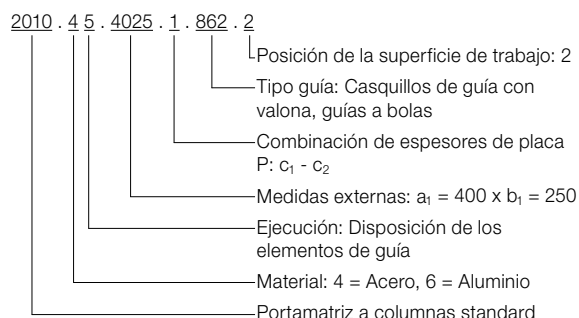 2010 . 4 5 . 4025 . 1 . 862 . 2
Posición de la superficie de trabajo: 2
Tipo guía: Casquillos de guía con
valona, guías a bolas
Combinación de espesores de placa
P: c₁ - c₂
Medidas externas: a₁ = 400 x b₁ = 250
Ejecución: Disposición de los
elementos de guía
Material: 4 = Acero, 6 = Aluminio
Portamatriz a columnas standard